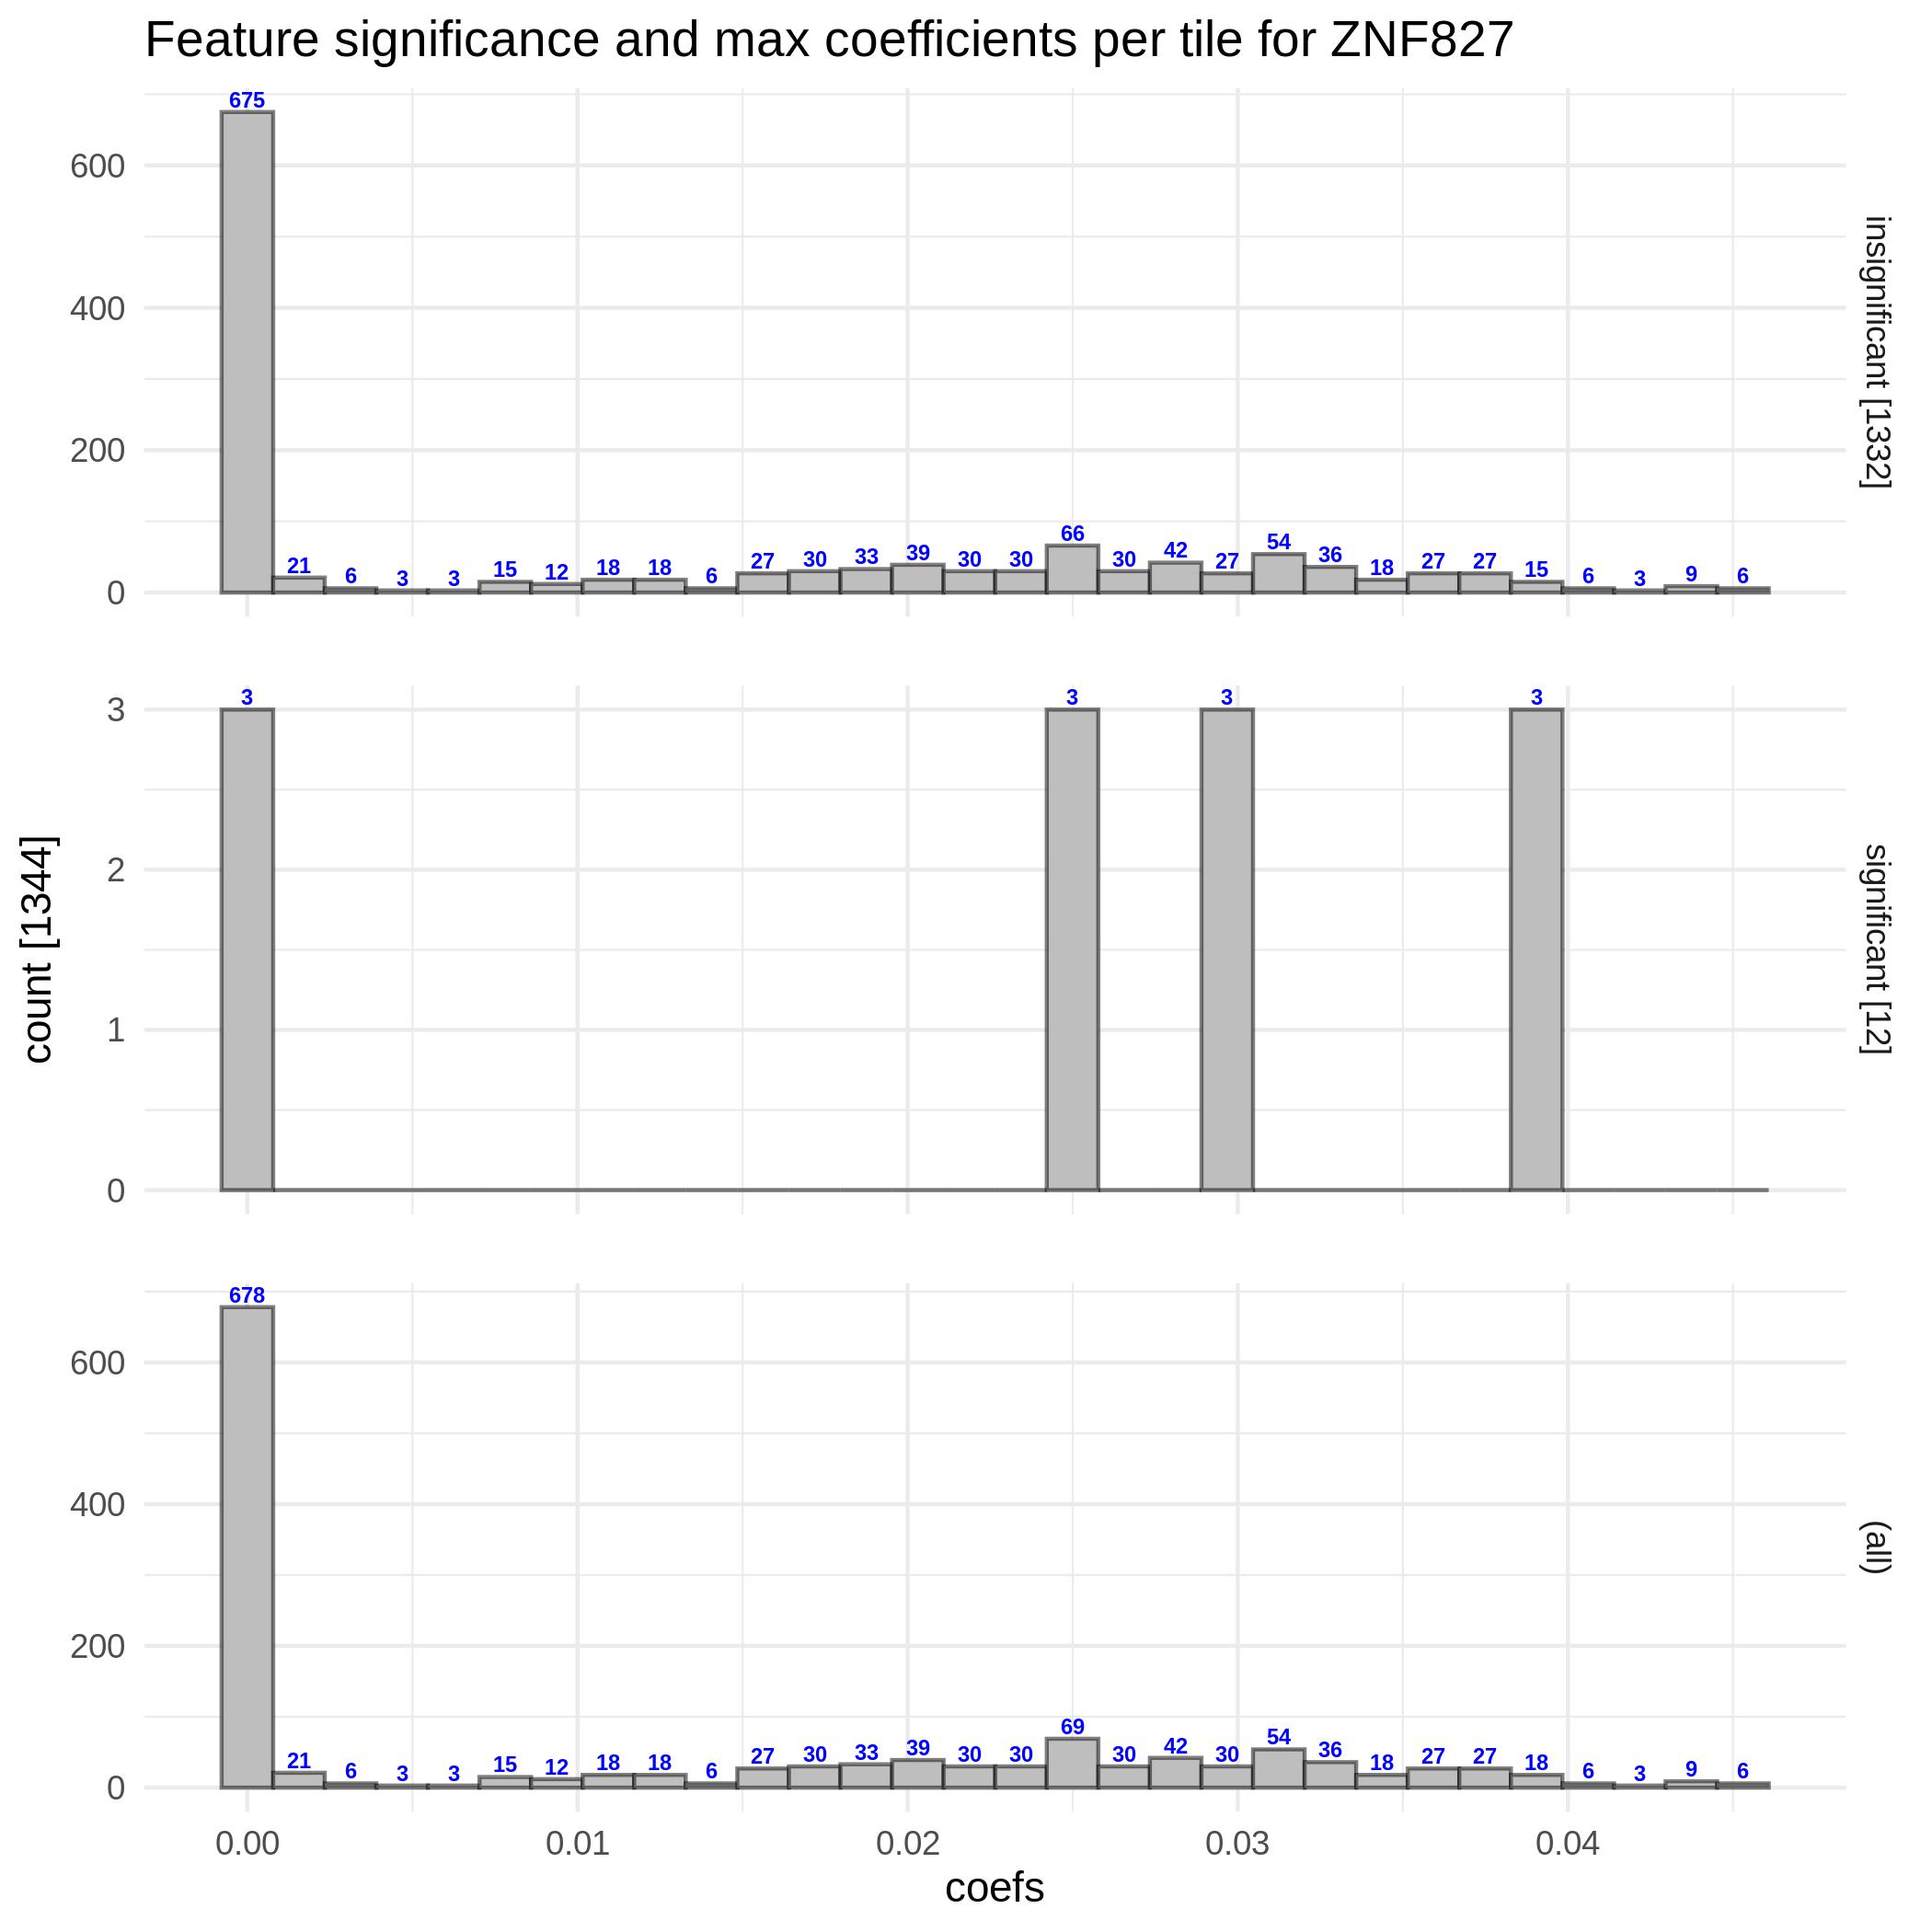 Feature significance and max coefficients per tile for ZNF827
675
600
400
200
0
21 6 3 3 15 12 18 18 6 27 30 33 39 30 30 66 30 42 27 54 36 18 27 27 15 6 3 9 6
insignificant [1332]
3 3 3 3
3
2
1
0
significant [12]
count [1344]
678
600
400
200
0
21 6 3 3 15 12 18 18 6 27 30 33 39 30 30 69 30 42 30 54 36 18 27 27 18 6 3 9 6
(all)
0.00 0.01 0.02 0.03 0.04
coefs